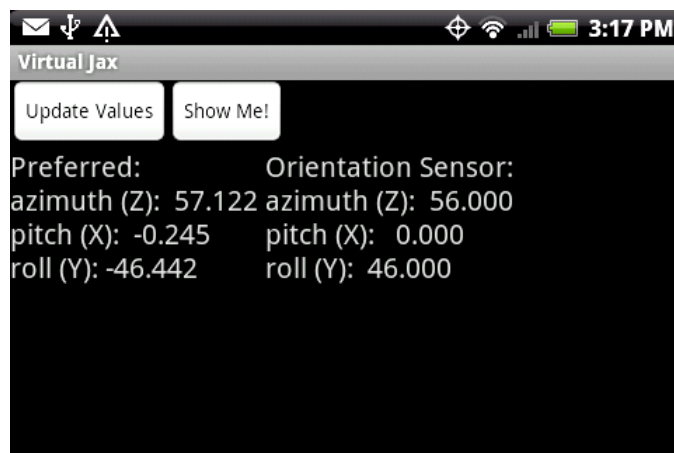 3:17 PM
Virtual Jax
Update Values Show Me!
Preferred: Orientation Sensor:
azimuth (Z): 57.122 azimuth (Z): 56.000
pitch (X): -0.245 pitch (X): 0.000
roll (Y): -46.442 roll (Y): 46.000